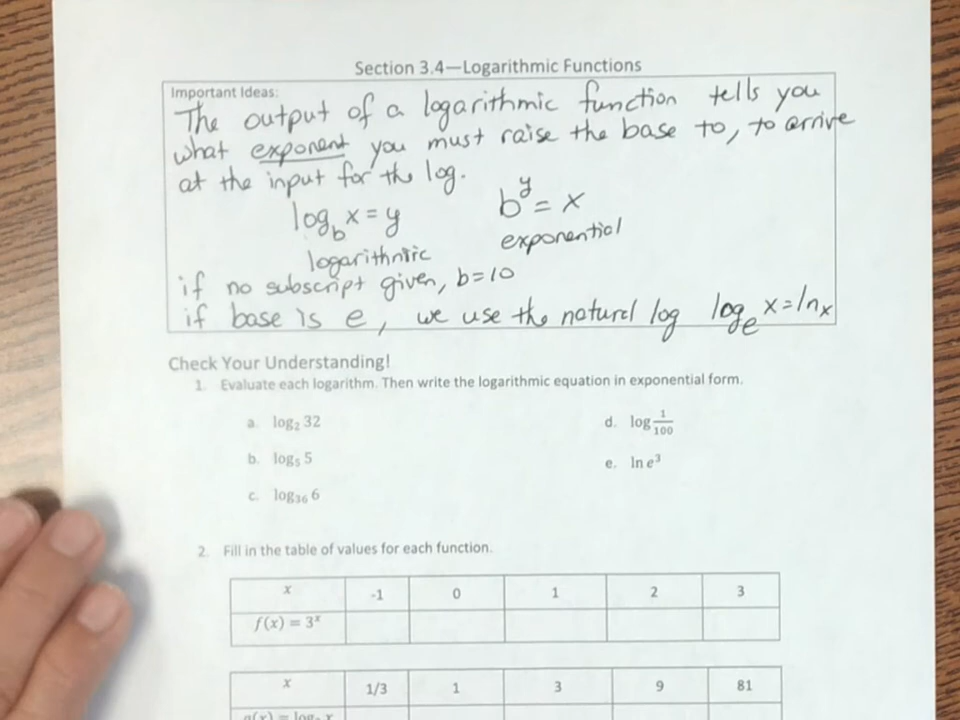 Section 3.4—Logarithmic Functions
Important Ideas:
The output of a logarithmic function tells you
what exponent you must raise the base to, to arrive
at the input for the log.
log_b x = y b^y = x
logarithmic exponential
if no subscript given, b=10
if base is e, we use the natural log log_e x = ln x
Check Your Understanding!
1. Evaluate each logarithm. Then write the logarithmic equation in exponential form.
a. log₂ 32 d. log 1/100
b. log₅ 5 e. ln e³
c. log₃₆ 6
2. Fill in the table of values for each function.
x -1 0 1 2 3
f(x) = 3ˣ
x 1/3 1 3 9 81